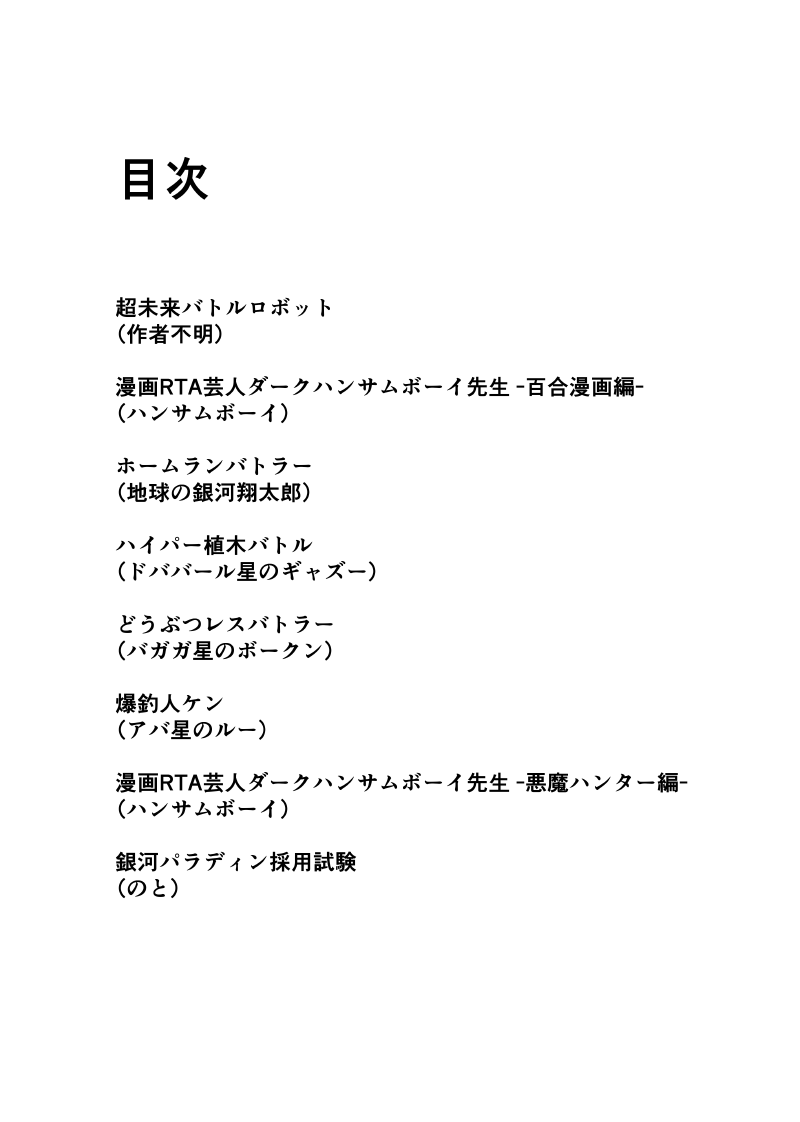 目次
超未来バトルロボット
（作者不明）
漫画RTA芸人ダークハンサムボーイ先生 -百合漫画編-
（ハンサムボーイ）
ホームランバトラー
（地球の銀河翔太郎）
ハイパー植木バトル
（ドババール星のギャズー）
どうぶつレスバトラー
（バガガ星のボークン）
爆釣人ケン
（アバ星のルー）
漫画RTA芸人ダークハンサムボーイ先生 -悪魔ハンター編-
（ハンサムボーイ）
銀河パラディン採用試験
（のと）